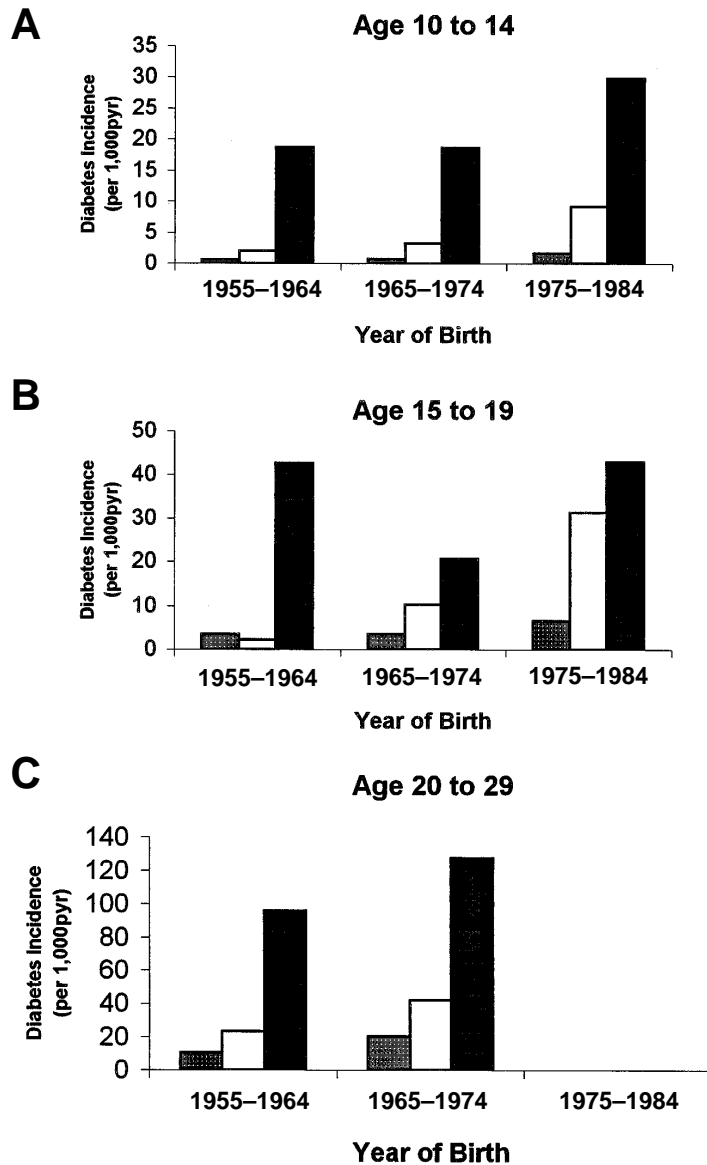 A
Age 10 to 14
Diabetes Incidence
(per 1,000pyr)
35
30
25
20
15
10
5
0
1955–1964 1965–1974 1975–1984
Year of Birth
B
Age 15 to 19
Diabetes Incidence
(per 1,000pyr)
50
40
30
20
10
0
1955–1964 1965–1974 1975–1984
Year of Birth
C
Age 20 to 29
Diabetes Incidence
(per 1,000pyr)
140
120
100
80
60
40
20
0
1955–1964 1965–1974 1975–1984
Year of Birth